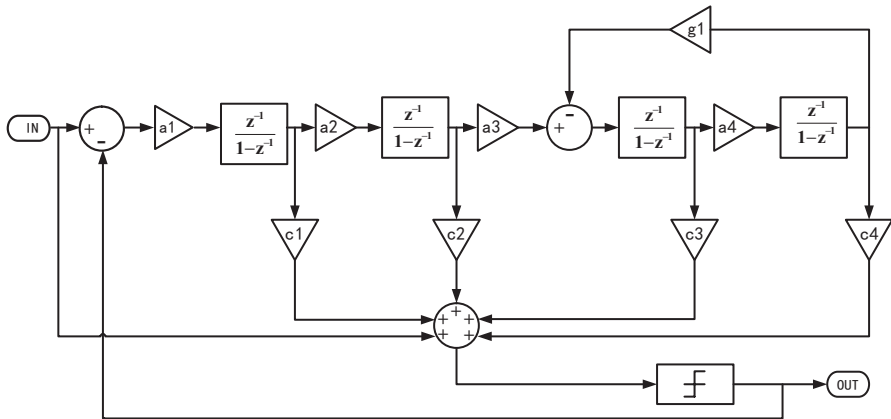 g1
IN
+
-
a1
z⁻¹
1-z⁻¹
a2
z⁻¹
1-z⁻¹
a3
+
-
z⁻¹
1-z⁻¹
a4
z⁻¹
1-z⁻¹
c1
c2
c3
c4
+ + + + +
OUT